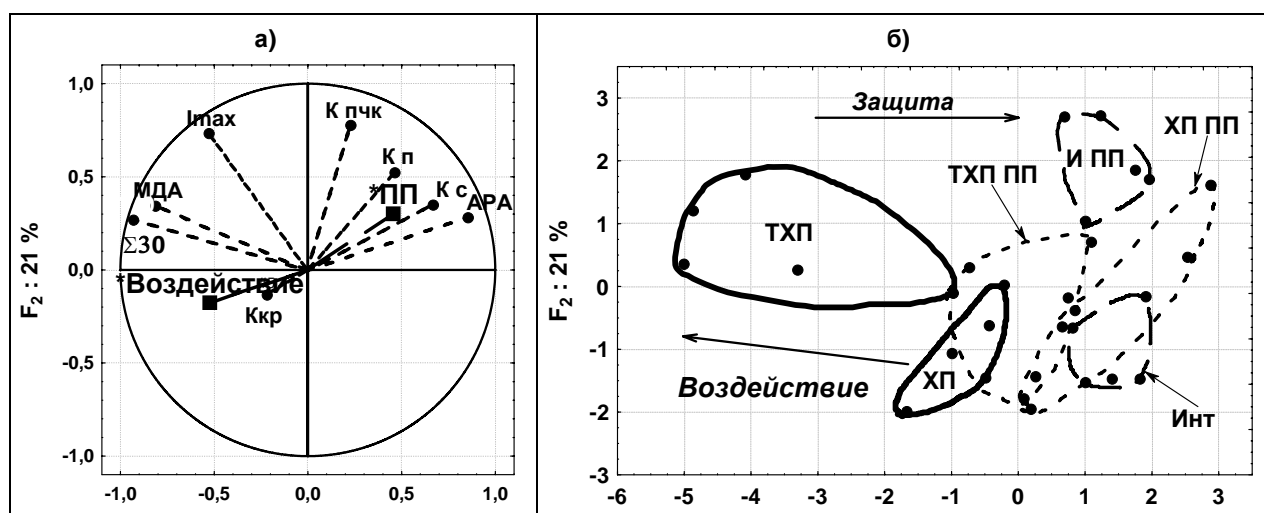 а)
1,0
0,5
0,0
-0,5
-1,0
-1,0
-0,5
0,0
0,5
1,0
F2 : 21 %
Imax
К пчк
К п
*ПП
К с
АРА
МДА
Σ30
*Воздействие
Ккр
б)
3
2
1
0
-1
-2
-3
-6
-5
-4
-3
-2
-1
0
1
2
3
F2 : 21 %
Защита
ХП ПП
И ПП
ТХП ПП
ТХП
ХП
Воздействие
Инт